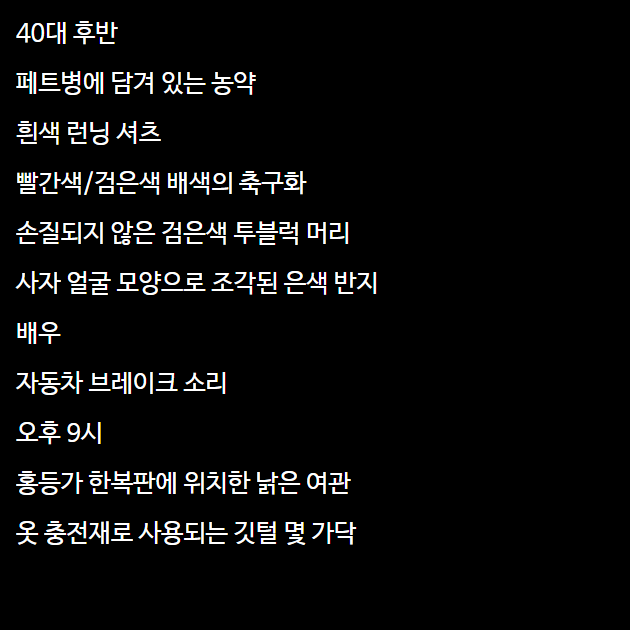 40대 후반
페트병에 담겨 있는 농약
흰색 런닝 셔츠
빨간색/검은색 배색의 축구화
손질되지 않은 검은색 투블럭 머리
사자 얼굴 모양으로 조각된 은색 반지
배우
자동차 브레이크 소리
오후 9시
홍등가 한복판에 위치한 낡은 여관
옷 충전재로 사용되는 깃털 몇 가닥